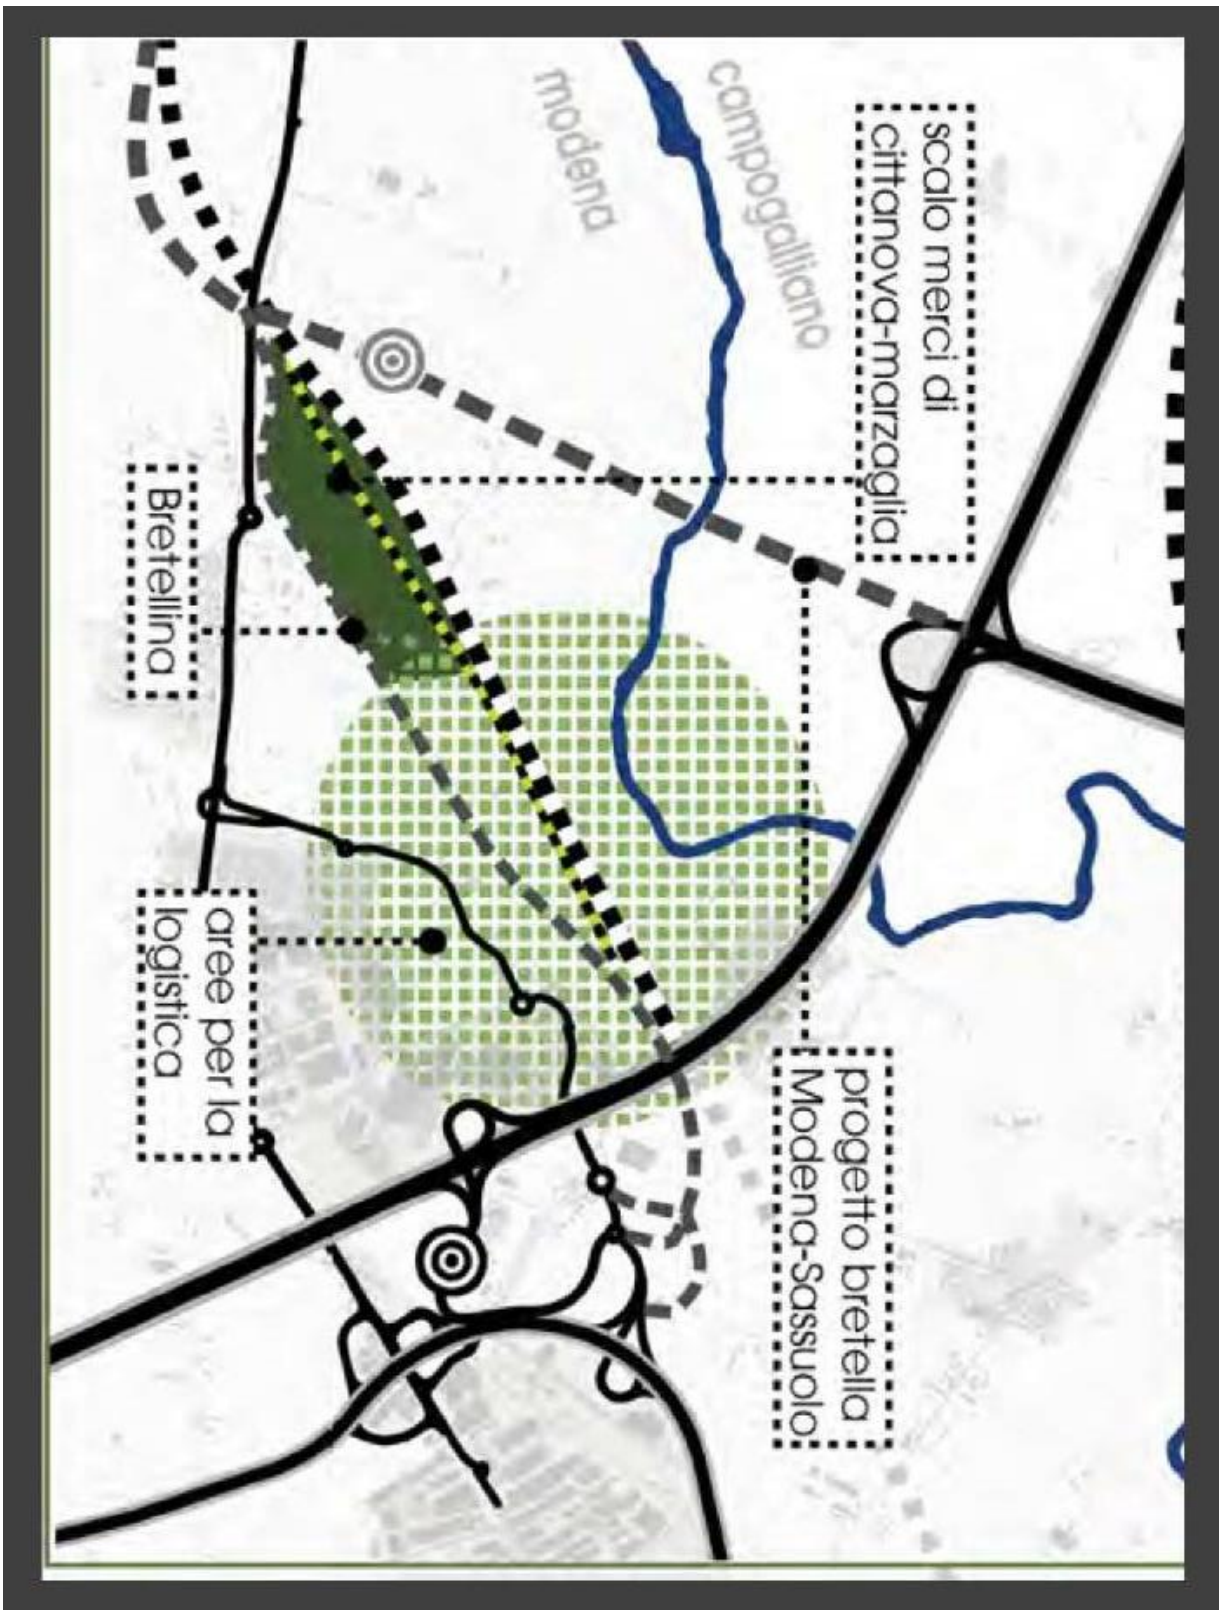 scalo merci di
cittanova-marzaglia
campogalliano
modena
Bretellina
progetto bretella
Modena-Sassuolo
aree per la
logistica